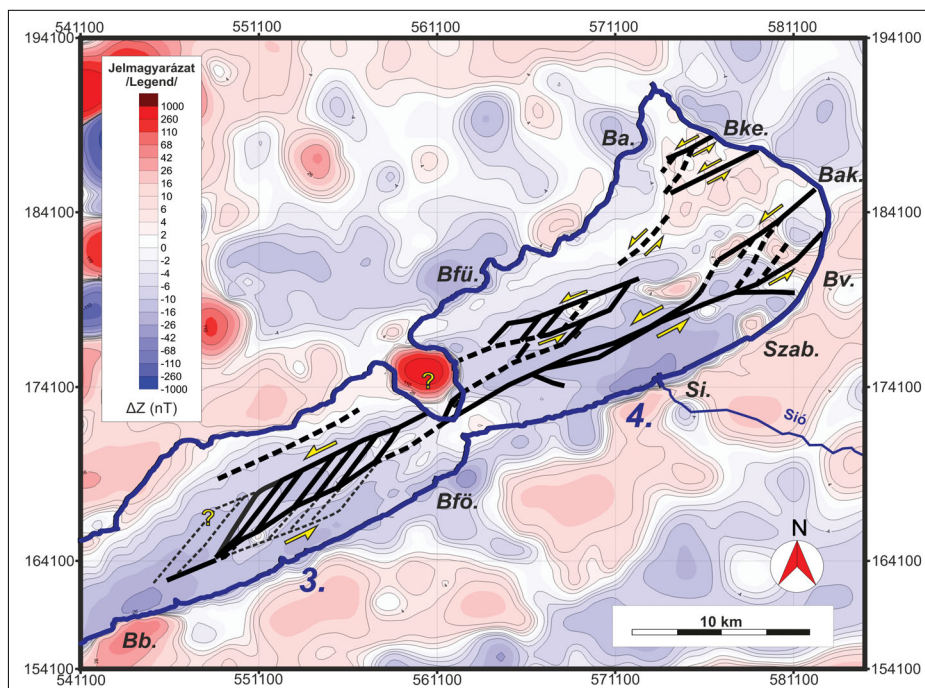 541100 551100 561100 571100 581100
194100 194100
Jelmagyarázat
/Legend/
1000
260
110
68
42
26
16
10
6
4
2
0
-2
-4
-6
-10
-16
-26
-42
-68
-110
-260
-1000
ΔZ (nT)
Ba. Bke.
Bak.
184100 184100
Bfü. Bv.
Szab.
?
174100 174100
Si.
4. Sió
Bfö.
?
N
164100 164100
3.
10 km
Bb.
154100 154100
541100 551100 561100 571100 581100